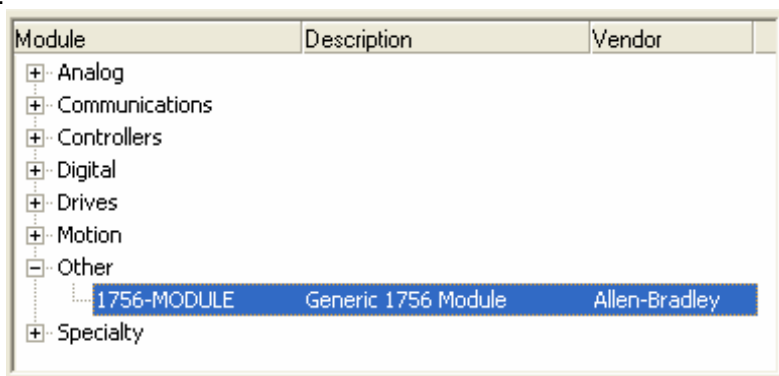 Module Description Vendor
Analog
Communications
Controllers
Digital
Drives
Motion
Other
1756-MODULE Generic 1756 Module Allen-Bradley
Specialty